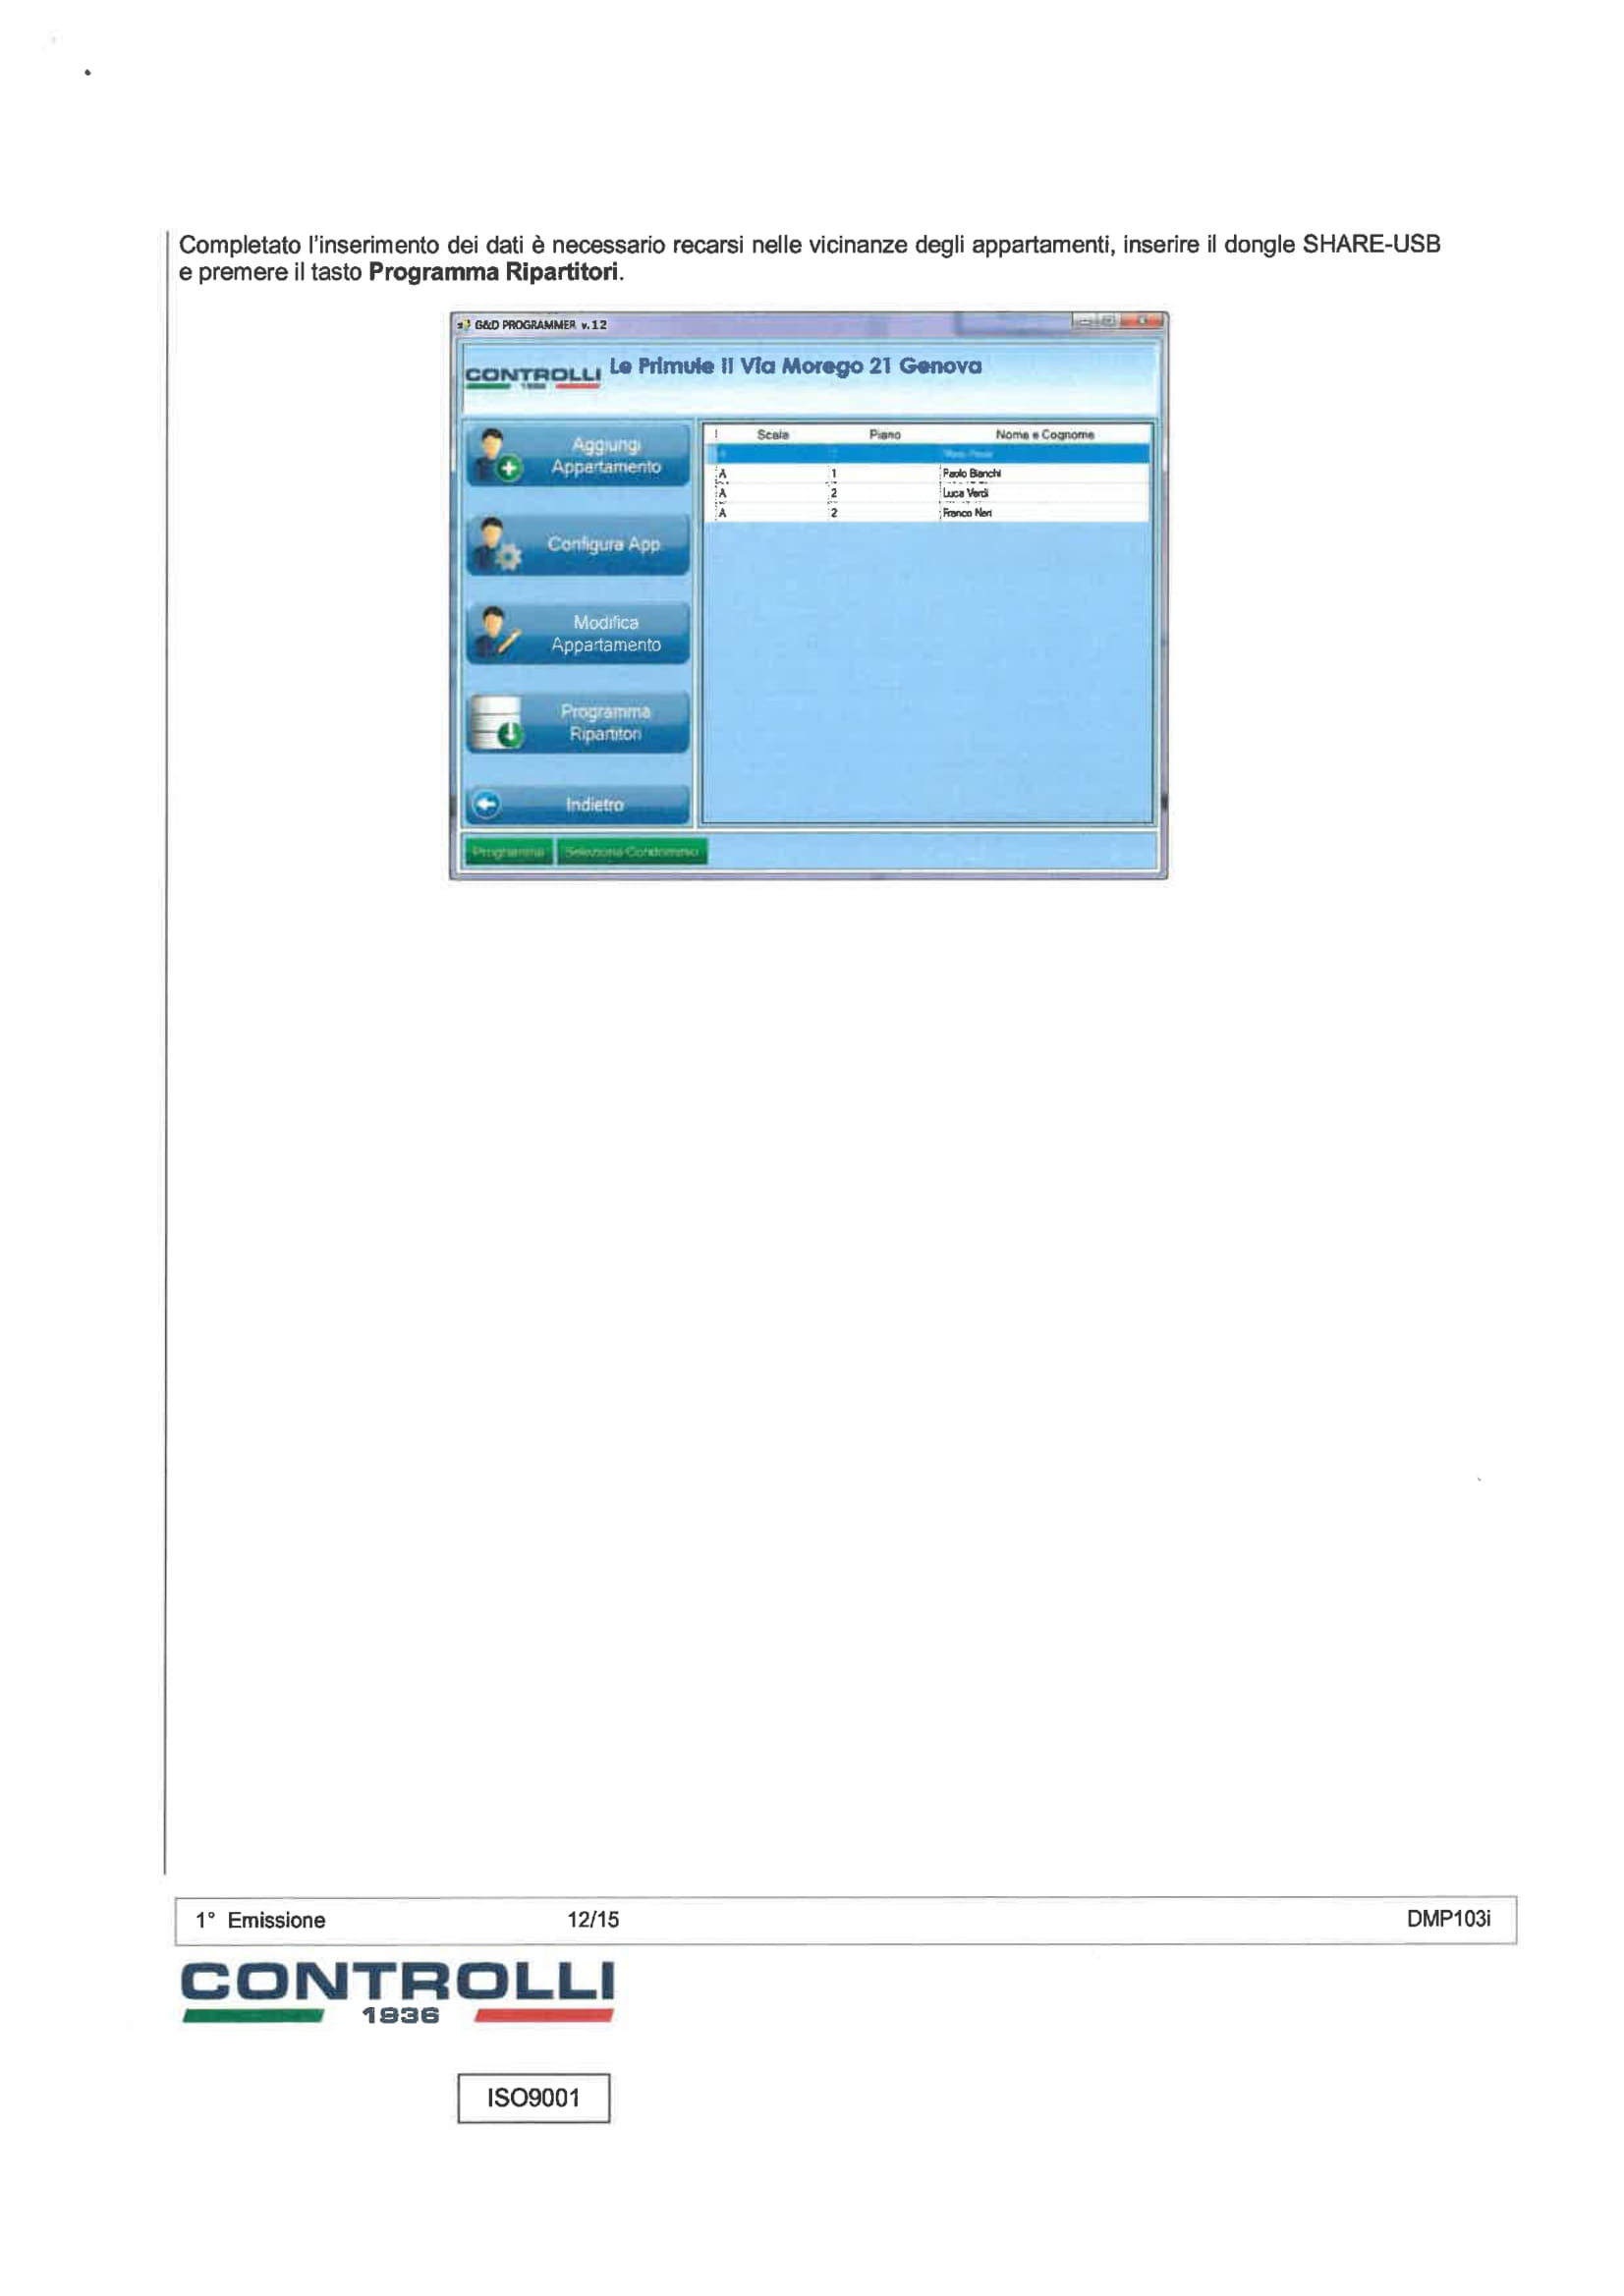 Completato l'inserimento dei dati è necessario recarsi nelle vicinanze degli appartamenti, inserire il dongle SHARE-USB
e premere il tasto Programma Ripartitori.
G&D PROGRAMMER v.12
CONTROLLI
Le Primule II Via Morego 21 Genova
Aggiungi
Appartamento
Configura App.
Modifica
Appartamento
Programma
Ripartitori
Indietro
Scala Piano Nome e Cognome
A 1 Paolo Bianchi
A 2 Luca Verdi
A 2 Franco Neri
Programma Seleziona Condominio
1° Emissione 12/15 DMP103i
CONTROLLI
1936
ISO9001